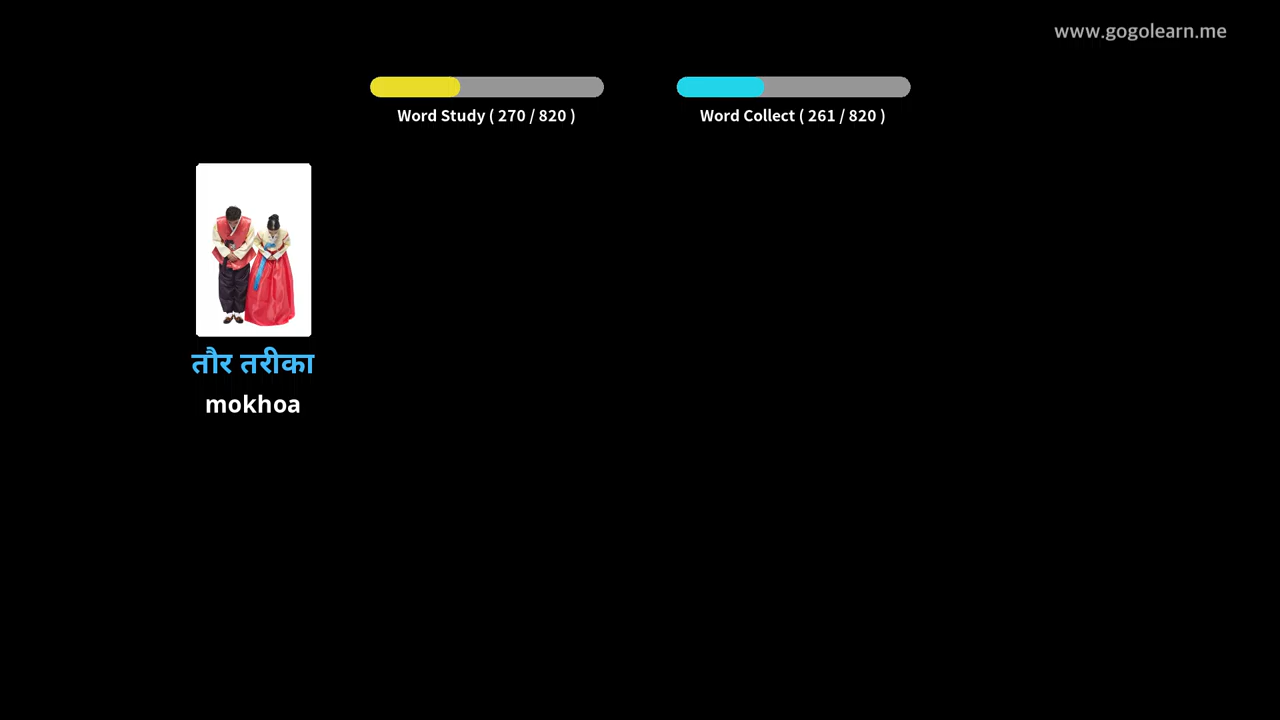 www.gogolearn.me
Word Study ( 270 / 820 )
Word Collect ( 261 / 820 )
तौर तरीका
mokhoa